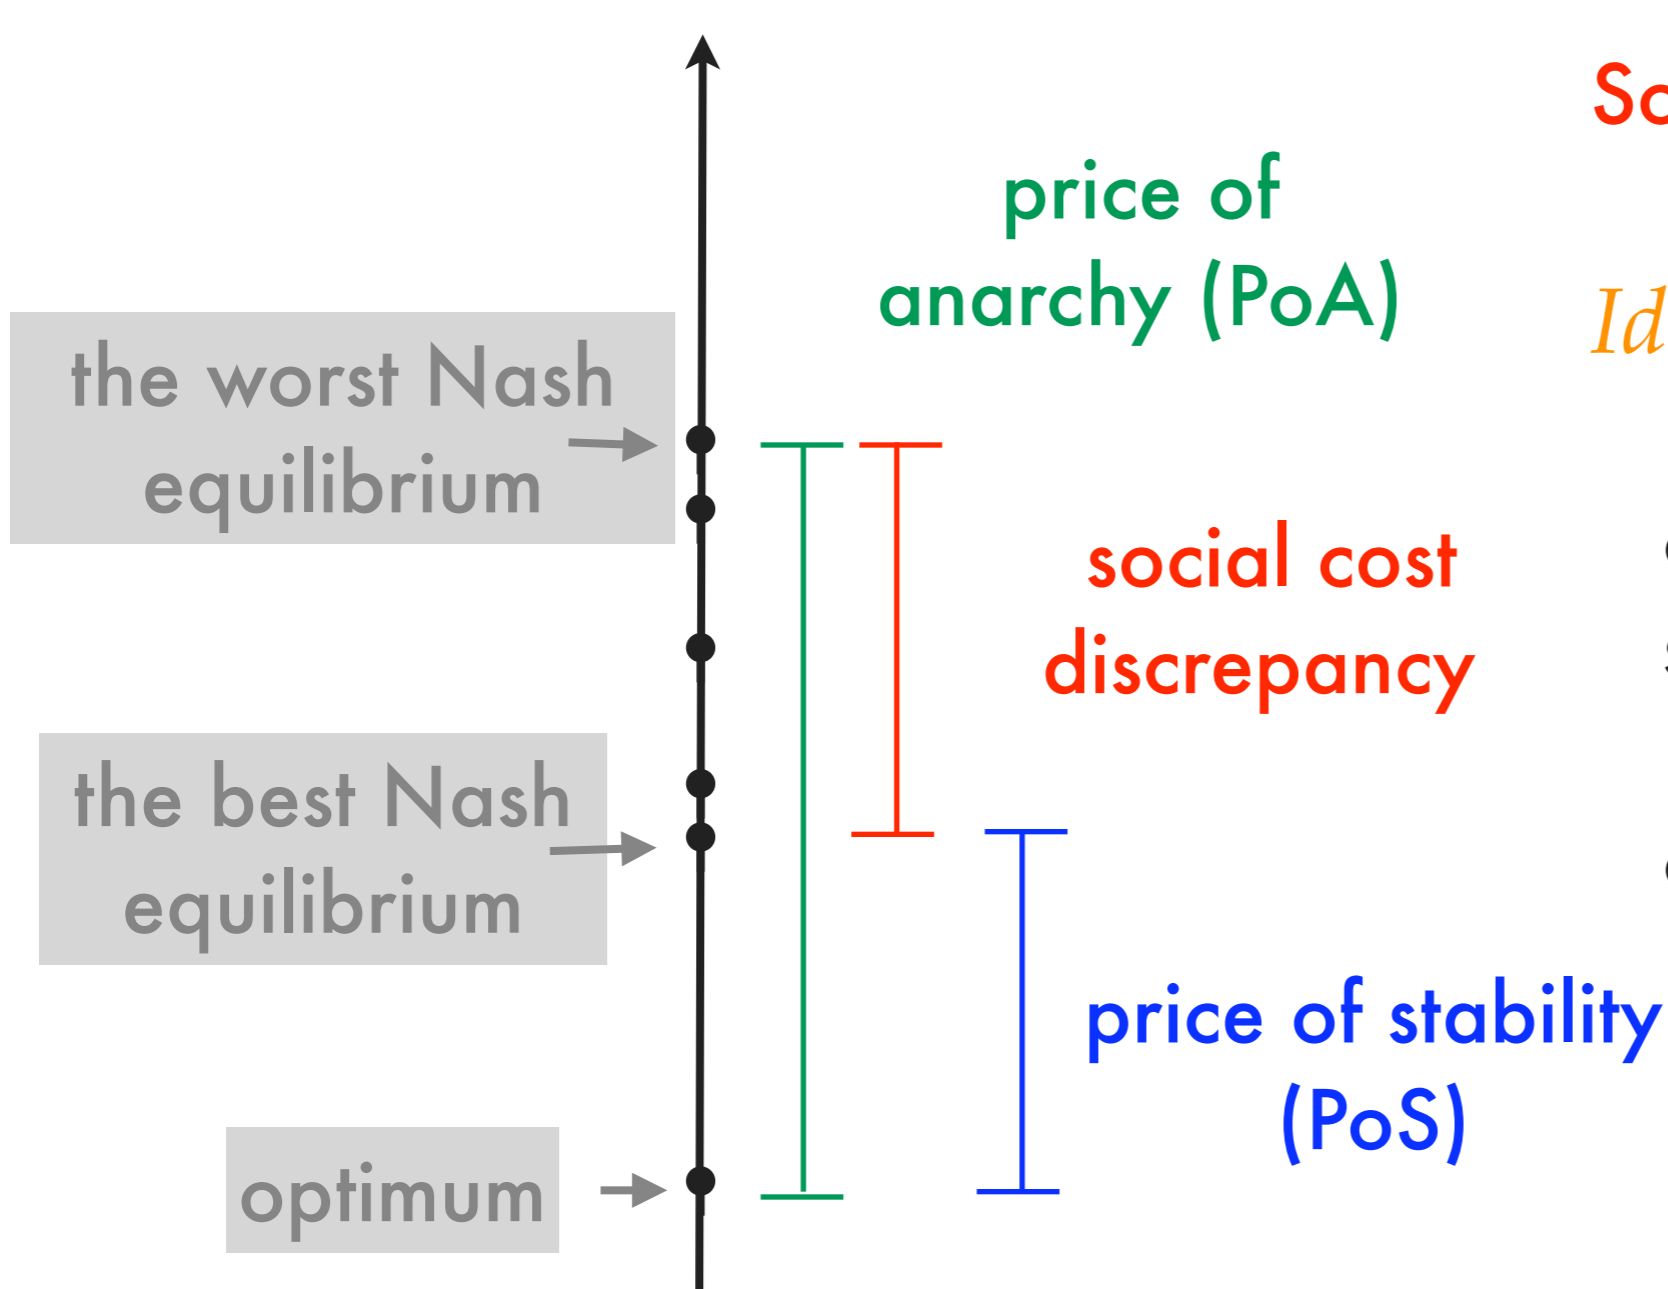 price of
anarchy (PoA)
the worst Nash
equilibrium
social cost
discrepancy
the best Nash
equilibrium
price of stability
(PoS)
optimum